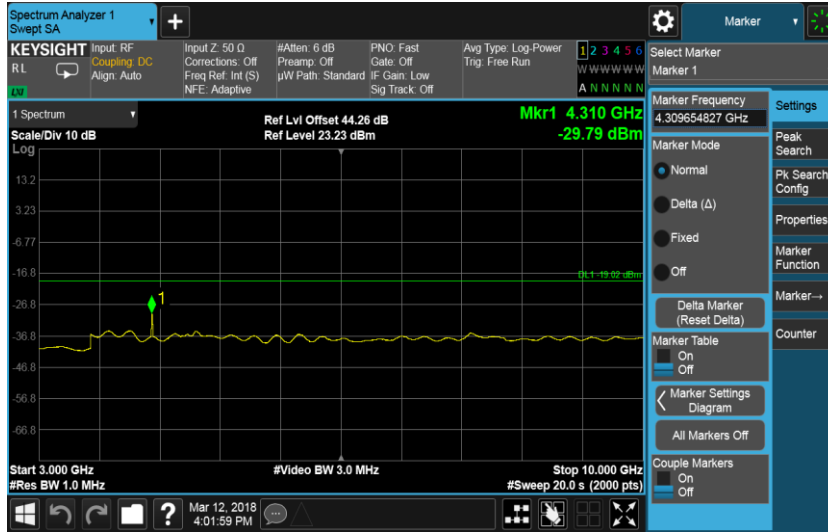 Spectrum Analyzer 1
Swept SA
+
Marker
KEYSIGHT
RL
LXI
Input: RF
Coupling: DC
Align: Auto
Input Z: 50 Ω
Corrections: Off
Freq Ref: Int (S)
NFE: Adaptive
#Atten: 6 dB
Preamp: Off
µW Path: Standard
PNO: Fast
Gate: Off
IF Gain: Low
Sig Track: Off
Avg Type: Log-Power
Trig: Free Run
1 2 3 4 5 6
W W W W W W
A N N N N N
Select Marker
Marker 1
1 Spectrum
Scale/Div 10 dB
Log
Ref Lvl Offset 44.26 dB
Ref Level 23.23 dBm
Mkr1 4.310 GHz
-29.79 dBm
13.2
3.23
-6.77
-16.8
-26.8
-36.8
-46.8
-56.8
-66.8
DL1 -19.02 dBm
1
Start 3.000 GHz
#Res BW 1.0 MHz
#Video BW 3.0 MHz
Stop 10.000 GHz
#Sweep 20.0 s (2000 pts)
Marker Frequency
4.309654827 GHz
Marker Mode
Normal
Delta (Δ)
Fixed
Off
Delta Marker
(Reset Delta)
Marker Table
On
Off
Marker Settings
Diagram
All Markers Off
Couple Markers
On
Off
Settings
Peak
Search
Pk Search
Config
Properties
Marker
Function
Marker→
Counter
?
Mar 12, 2018
4:01:59 PM